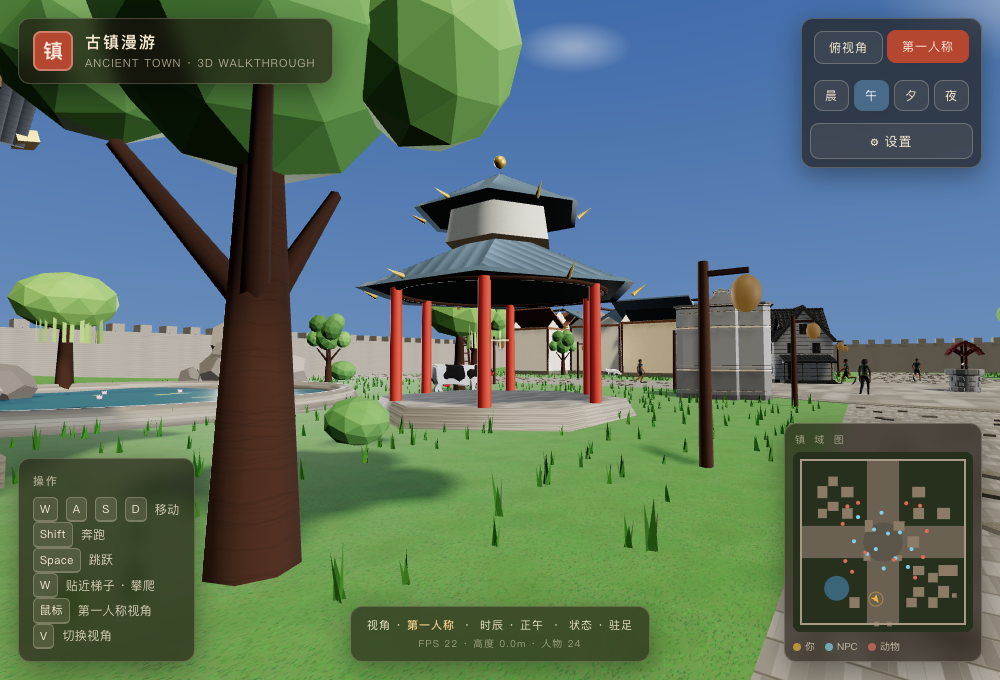 镇
古镇漫游
ANCIENT TOWN · 3D WALKTHROUGH
俯视角 第一人称
晨 午 夕 夜
⚙ 设置
操作
W A S D 移动
Shift 奔跑
Space 跳跃
W 贴近梯子 · 攀爬
鼠标 第一人称视角
V 切换视角
视角 · 第一人称 · 时辰 · 正午 · 状态 · 驻足
FPS 22 · 高度 0.0m · 人物 24
镇域图
你 NPC 动物